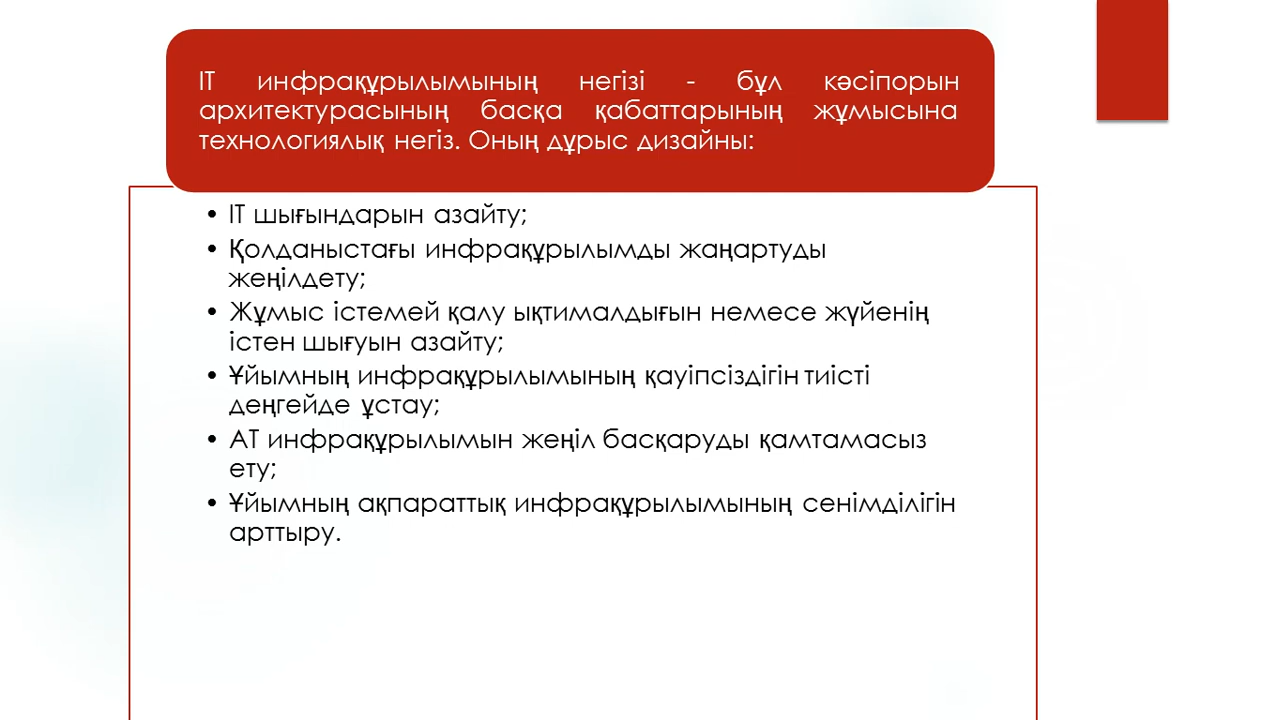 ІТ инфрақұрылымының негізі - бұл кәсіпорын
архитектурасының басқа қабаттарының жұмысына
технологиялық негіз. Оның дұрыс дизайны:
• ІТ шығындарын азайту;
• Қолданыстағы инфрақұрылымды жаңартуды
жеңілдету;
• Жұмыс істемей қалу ықтималдығын немесе жүйенің
істен шығуын азайту;
• Ұйымның инфрақұрылымының қауіпсіздігін тиісті
деңгейде ұстау;
• АТ инфрақұрылымын жеңіл басқаруды қамтамасыз
ету;
• Ұйымның ақпараттық инфрақұрылымының сенімділігін
арттыру.